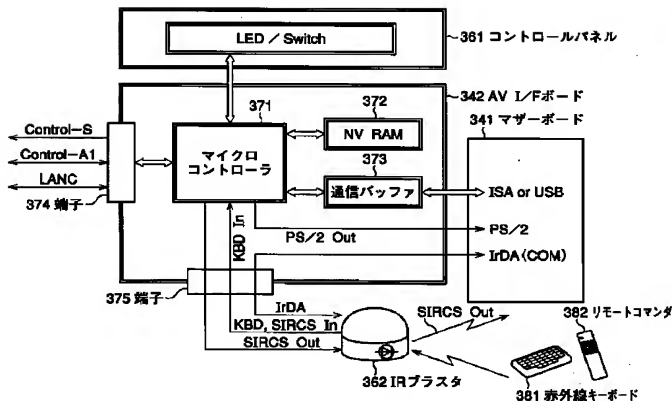 LED / Switch
361 コントロールパネル
342 AV I/Fボード
341 マザーボード
371
372
NV RAM
373
マイクロ
コントローラ
通信バッファ
Control-S
Control-A1
LANC
374 端子
ISA or USB
PS/2
IrDA(COM)
KBD In
PS/2 Out
375 端子
IrDA
KBD, SIRCS In
SIRCS Out
SIRCS Out
362 IRブラスタ
382 リモートコマンダ
381 赤外線キーボード